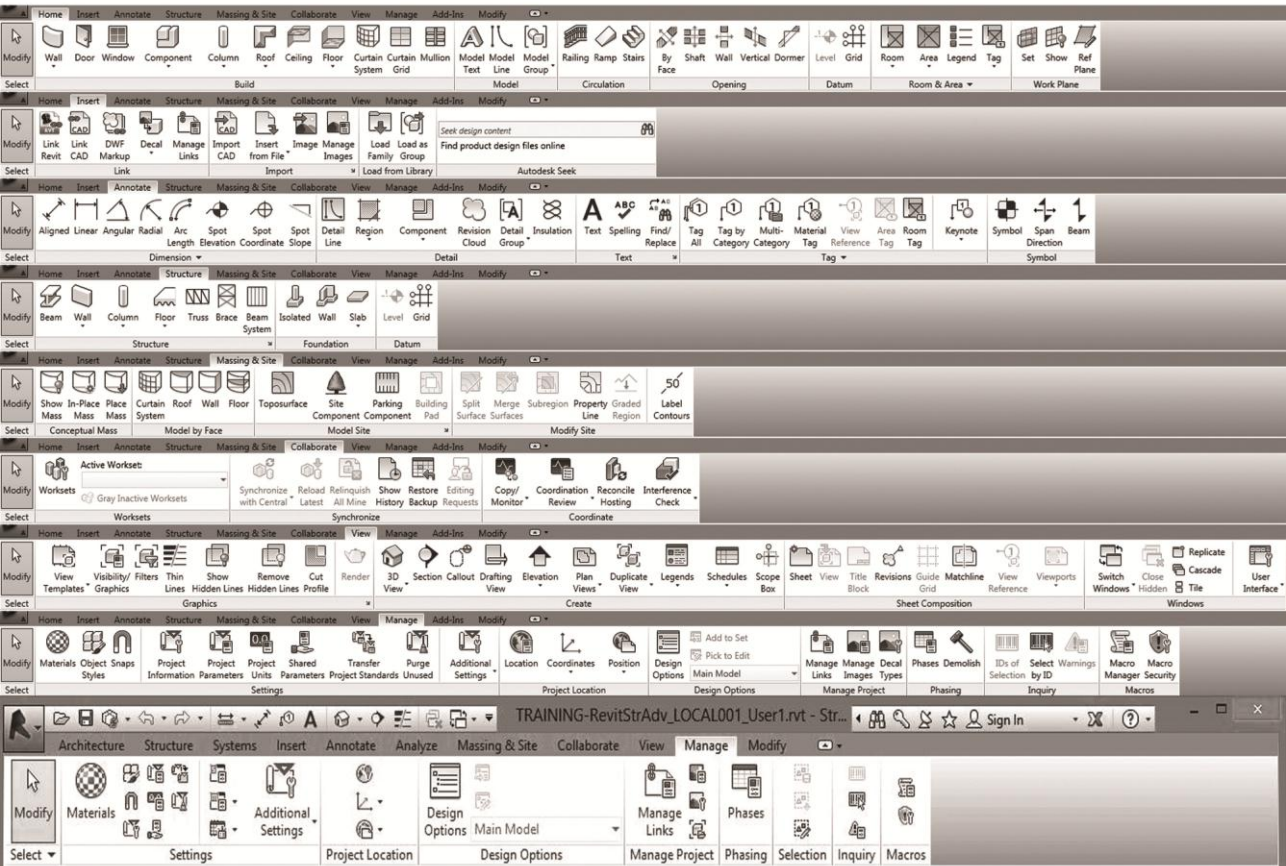 Home Insert Annotate Structure Massing & Site Collaborate View Manage Add-Ins Modify
Modify Wall Door Window Component Column Roof Ceiling Floor Curtain System Curtain Grid Mullion Model Text Model Line Model Group Railing Ramp Stairs By Face Shaft Wall Vertical Dormer Level Grid Room Area Legend Tag Set Show Ref Plane
Select Build Model Circulation Opening Datum Room & Area Work Plane
Home Insert Annotate Structure Massing & Site Collaborate View Manage Add-Ins Modify
Modify Link Revit Link CAD DWF Markup Decal Manage Links Import CAD Insert from File Image Manage Images Load Family Load as Group Seek design content
Find product design files online
Select Link Import Load from Library Autodesk Seek
Home Insert Annotate Structure Massing & Site Collaborate View Manage Add-Ins Modify
Modify Aligned Linear Angular Radial Arc Length Spot Elevation Spot Coordinate Spot Slope Detail Line Region Component Revision Cloud Detail Group Insulation Text Spelling Find/ Replace Tag All Tag by Category Multi- Category Material Tag View Reference Area Tag Room Tag Keynote Symbol Span Direction Beam
Select Dimension Detail Text Tag Symbol
Home Insert Annotate Structure Massing & Site Collaborate View Manage Add-Ins Modify
Modify Beam Wall Column Floor Truss Brace Beam System Isolated Wall Slab Level Grid
Select Structure Foundation Datum
Home Insert Annotate Structure Massing & Site Collaborate View Manage Add-Ins Modify
Modify Show Mass In-Place Mass Place Mass Curtain System Roof Wall Floor Toposurface Site Component Parking Component Building Pad Split Surface Merge Surfaces Subregion Property Line Graded Region Label Contours
Select Conceptual Mass Model by Face Model Site Modify Site
Home Insert Annotate Structure Massing & Site Collaborate View Manage Add-Ins Modify
Modify Worksets Active Workset: Gray Inactive Worksets Synchronize with Central Reload Latest Relinquish All Mine Show History Restore Backup Editing Requests Copy/ Monitor Coordination Review Reconcile Hosting Interference Check
Select Worksets Synchronize Coordinate
Home Insert Annotate Structure Massing & Site Collaborate View Manage Add-Ins Modify
Modify View Templates Visibility/ Graphics Filters Thin Lines Show Hidden Lines Remove Hidden Lines Cut Profile Render 3D View Section Callout Drafting View Elevation Plan Views Duplicate View Legends Schedules Scope Box Sheet View Title Block Revisions Guide Grid Matchline View Reference Viewports Switch Windows Close Hidden Replicate Cascade Tile User Interface
Select Graphics Create Sheet Composition Windows
Home Insert Annotate Structure Massing & Site Collaborate View Manage Add-Ins Modify
Modify Materials Object Styles Snaps Project Information Project Parameters Project Units Shared Parameters Transfer Project Standards Purge Unused Additional Settings Location Coordinates Position Design Options Add to Set Pick to Edit Main Model Manage Links Manage Images Decal Types Phases Demolish IDs of Selection Select by ID Warnings Macro Manager Macro Security
Select Settings Project Location Design Options Manage Project Phasing Inquiry Macros
TRAINING-RevitStrAdv_LOCAL001_User1.rvt - Str... Sign In
Architecture Structure Systems Insert Annotate Analyze Massing & Site Collaborate View Manage Modify
Modify Materials Additional Settings Design Options Main Model Manage Links Phases
Select Settings Project Location Design Options Manage Project Phasing Selection Inquiry Macros